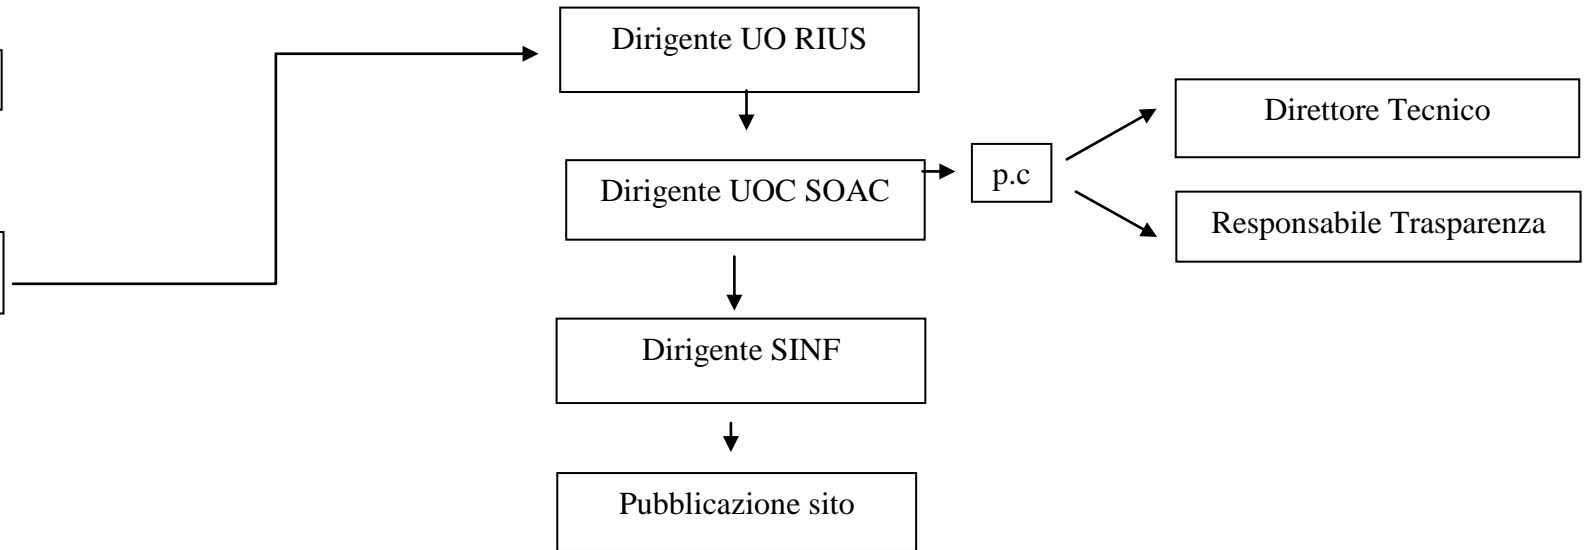 Dirigente UO RIUS
Direttore Tecnico
Dirigente UOC SOAC
p.c
Responsabile Trasparenza
Dirigente SINF
Pubblicazione sito